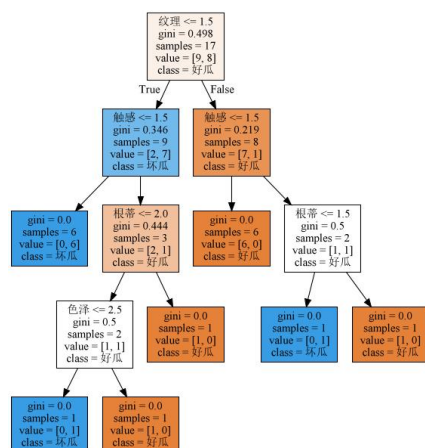 纹理 <= 1.5
gini = 0.498
samples = 17
value = [9, 8]
class = 好瓜
True
False
触感 <= 1.5
gini = 0.346
samples = 9
value = [2, 7]
class = 坏瓜
触感 <= 1.5
gini = 0.219
samples = 8
value = [7, 1]
class = 好瓜
gini = 0.0
samples = 6
value = [0, 6]
class = 坏瓜
根蒂 <= 2.0
gini = 0.444
samples = 3
value = [2, 1]
class = 好瓜
gini = 0.0
samples = 6
value = [6, 0]
class = 好瓜
根蒂 <= 1.5
gini = 0.5
samples = 2
value = [1, 1]
class = 好瓜
色泽 <= 2.5
gini = 0.5
samples = 2
value = [1, 1]
class = 好瓜
gini = 0.0
samples = 1
value = [1, 0]
class = 好瓜
gini = 0.0
samples = 1
value = [0, 1]
class = 坏瓜
gini = 0.0
samples = 1
value = [1, 0]
class = 好瓜
gini = 0.0
samples = 1
value = [0, 1]
class = 坏瓜
gini = 0.0
samples = 1
value = [1, 0]
class = 好瓜